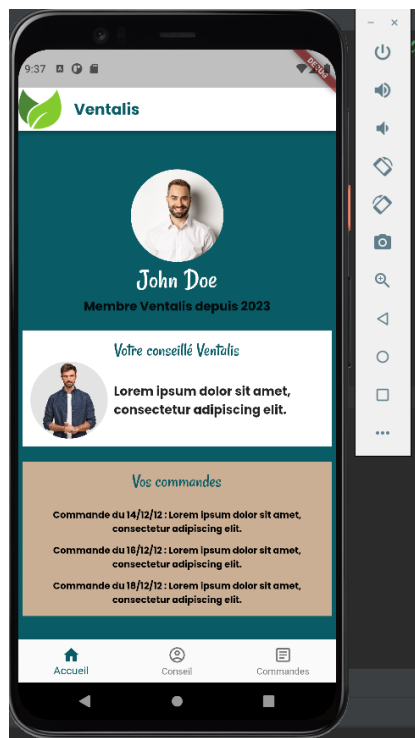 9:37
DEBUG
Ventalis
John Doe
Membre Ventalis depuis 2023
Votre conseillé Ventalis
Lorem ipsum dolor sit amet,
consectetur adipiscing elit.
Vos commandes
Commande du 14/12/12 : Lorem ipsum dolor sit amet,
consectetur adipiscing elit.
Commande du 16/12/12 : Lorem ipsum dolor sit amet,
consectetur adipiscing elit.
Commande du 18/12/12 : Lorem ipsum dolor sit amet,
consectetur adipiscing elit.
Accueil
Conseil
Commandes